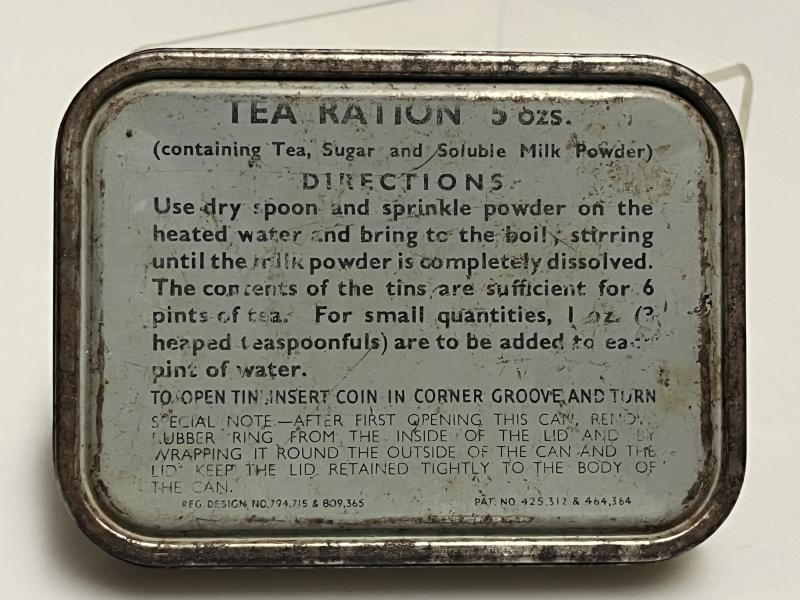 TEA RATION 5 ozs.
(containing Tea, Sugar and Soluble Milk Powder)
DIRECTIONS
Use dry spoon and sprinkle powder on the
heated water and bring to the boil, stirring
until the milk powder is completely dissolved.
The contents of the tins are sufficient for 6
pints of tea. For small quantities, 1 oz. (3
heaped teaspoonfuls) are to be added to each
pint of water.
TO OPEN TIN INSERT COIN IN CORNER GROOVE AND TURN
SPECIAL NOTE.—AFTER FIRST OPENING THIS CAN, REMOVE
RUBBER RING FROM THE INSIDE OF THE LID AND BY
WRAPPING IT ROUND THE OUTSIDE OF THE CAN AND THE
LID KEEP THE LID RETAINED TIGHTLY TO THE BODY OF
THE CAN.
REG DESIGN NO. 794,715 & 809,365 PAT. NO 425,312 & 464,364